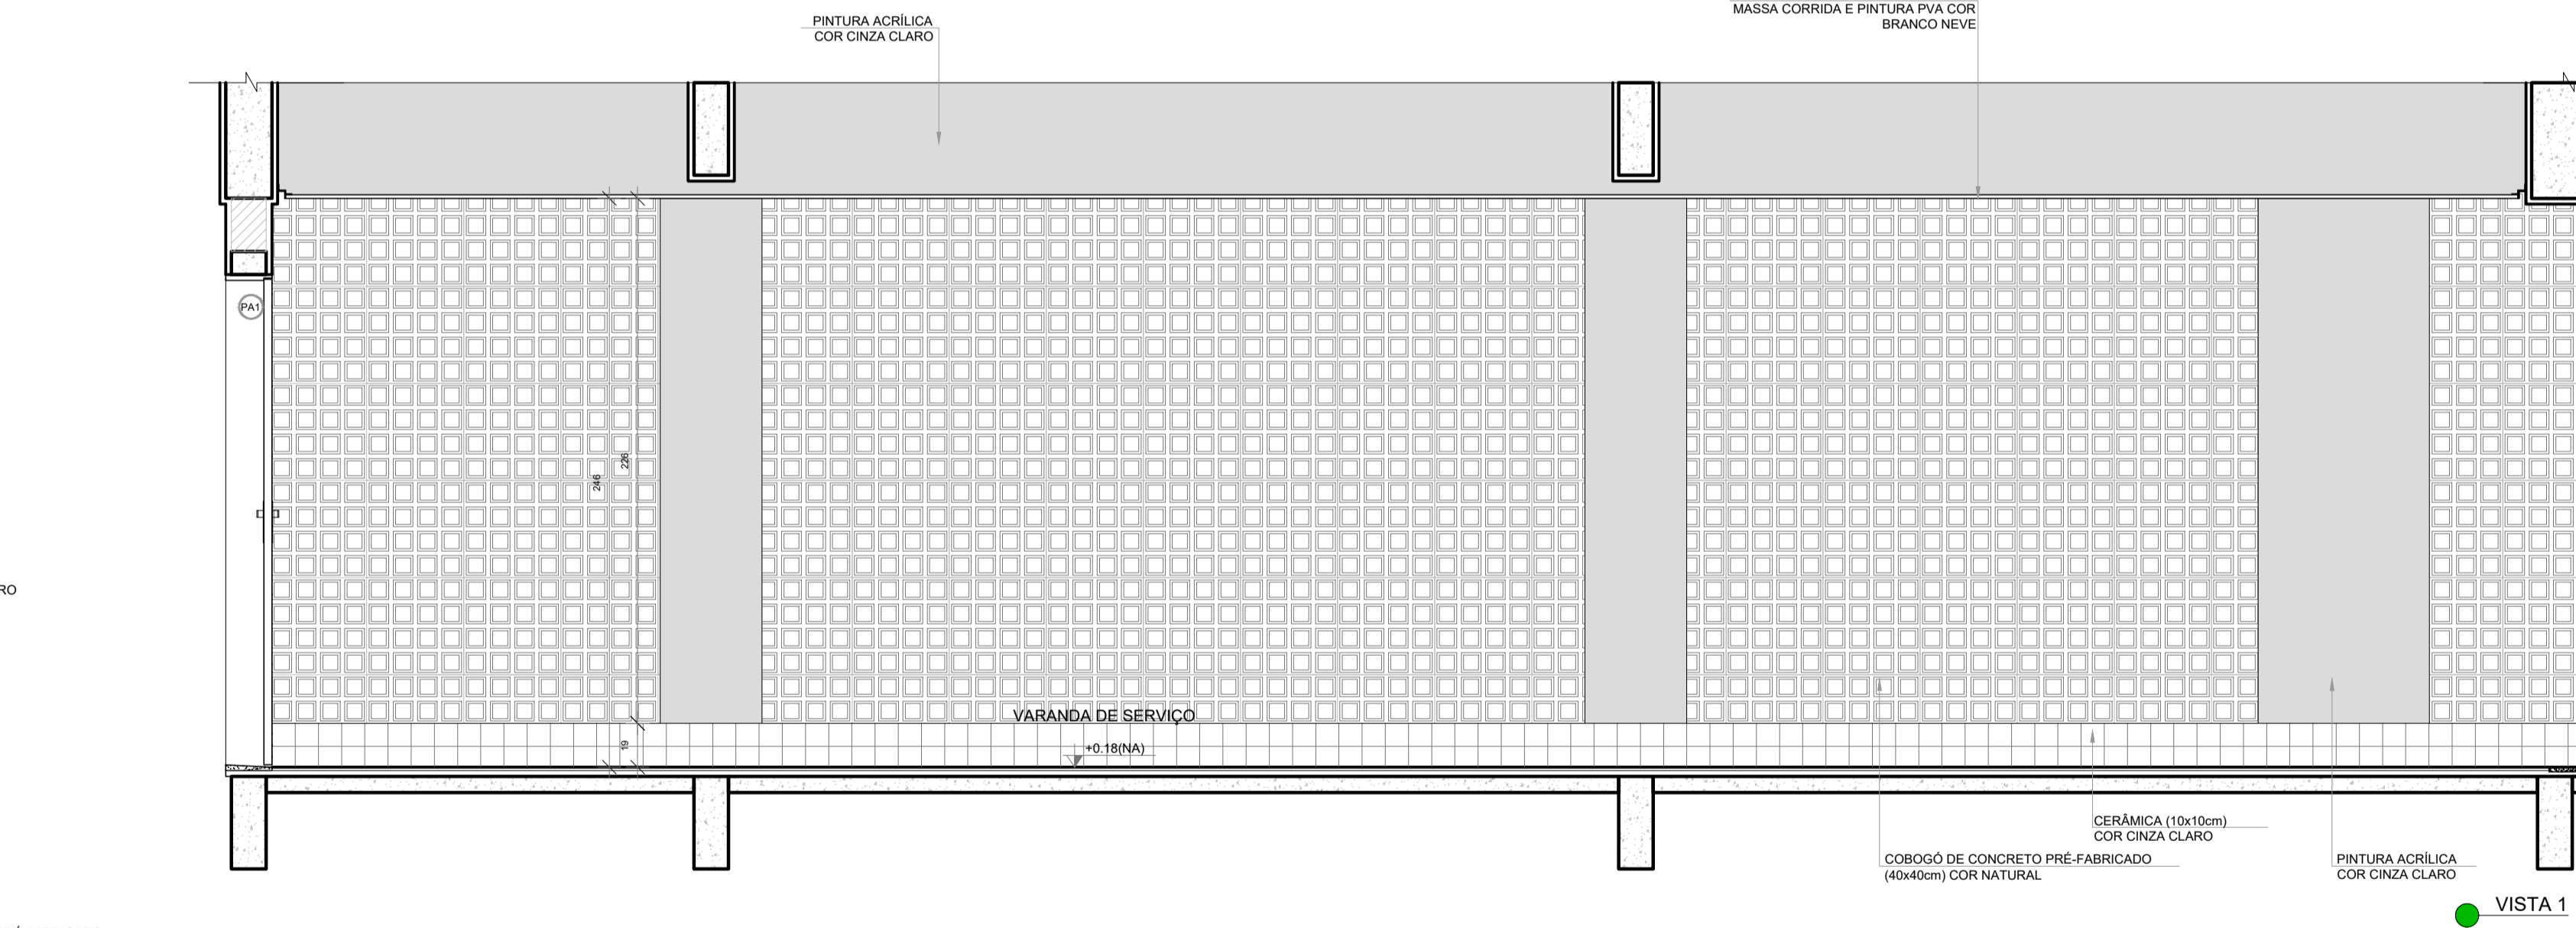 MASSA CORRIDA E PINTURA PVA COR
BRANCO NEVE
PINTURA ACRÍLICA
COR CINZA CLARO
PA1
226
246
RO
VARANDA DE SERVIÇO
19
+0.18(NA)
CERÂMICA (10x10cm)
COR CINZA CLARO
COBOGÓ DE CONCRETO PRÉ-FABRICADO
(40x40cm) COR NATURAL
PINTURA ACRÍLICA
COR CINZA CLARO
VISTA 1